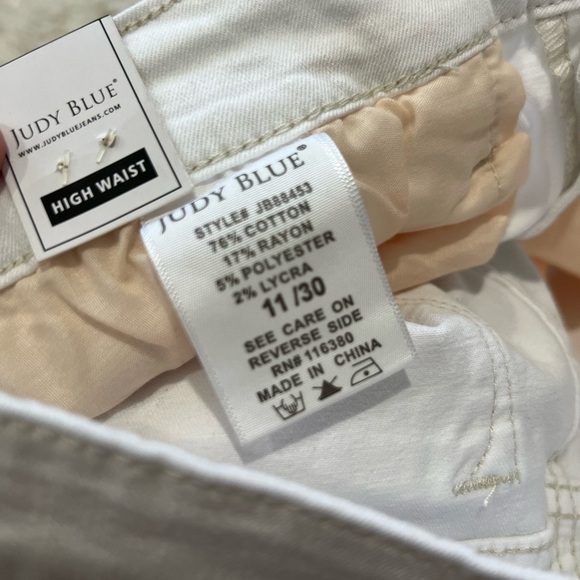 JUDY BLUE®
WWW.JUDYBLUEJEANS.COM
HIGH WAIST
JUDY BLUE®
STYLE# JB88453
76% COTTON
17% RAYON
5% POLYESTER
2% LYCRA
11 /30
SEE CARE ON
REVERSE SIDE
RN# 116380
MADE IN CHINA